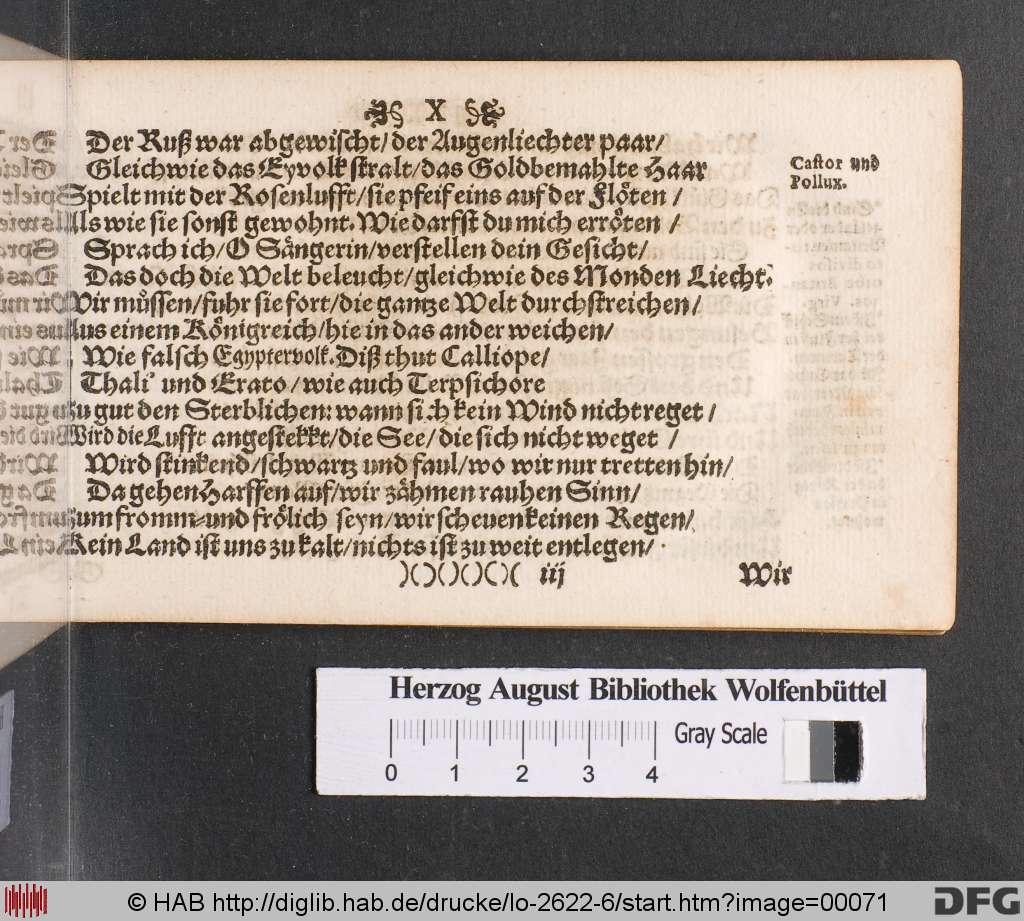 X
Der Ruß war abgewischt/ der Augenliechter paar/
Gleichwie das Eyvolk stralt/ das Goldbemahlte Haar
Castor und
Pollux.
Spielt mit der Rosenlufft/ sie pfeif eins auf der Flöten /
Als wie sie sonst gewohnt. Wie darfst du mich erröten /
Sprach ich/ O Sängerin/ verstellen dein Gesicht/
Das doch die Welt beleucht/ gleichwie des Monden Liecht.
Wir müssen/ fuhr sie fort/ die gantze Welt durchstreichen/
Aus einem Königreich/ hie in das ander weichen/
Wie falsch Egyptervolk. Diß thut Calliope/
Thali' und Erato / wie auch Terpsichore
zu gut den Sterblichen: wann sich kein Wind nicht reget /
Wird die Lufft angestekkt/ die See/ die sich nicht weget /
Wird stinkend/ schwartz und faul/ wo wir nur tretten hin/
Da gehen Harffen auf/ wir zähmen rauhen Sinn/
zum fromm- und frölich seyn/ wir scheuen keinen Regen/
Kein Land ist uns zu kalt/ nichts ist zu weit entlegen/
)()()()()( iij
Wir
Herzog August Bibliothek Wolfenbüttel
0 1 2 3 4
Gray Scale
© HAB http://diglib.hab.de/drucke/lo-2622-6/start.htm?image=00071
DFG